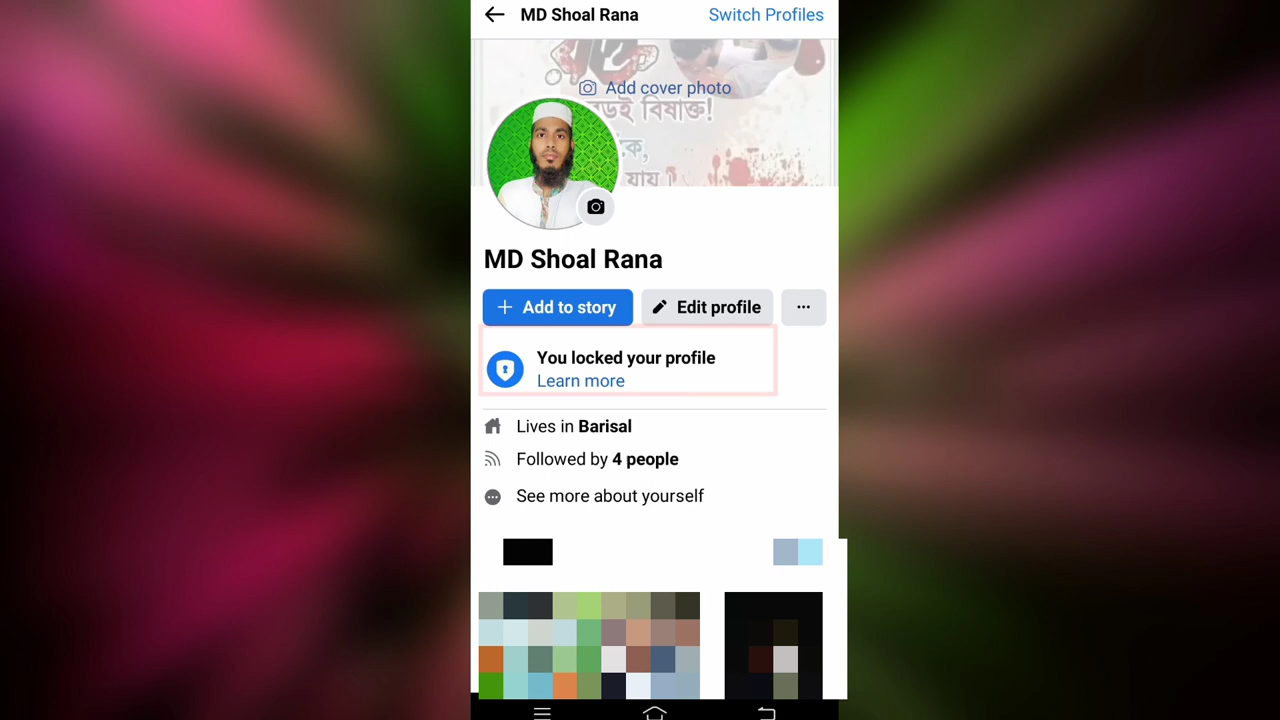 MD Shoal Rana
Switch Profiles
Add cover photo
বিষাক্ত!
MD Shoal Rana
Add to story
Edit profile
You locked your profile
Learn more
Lives in Barisal
Followed by 4 people
See more about yourself